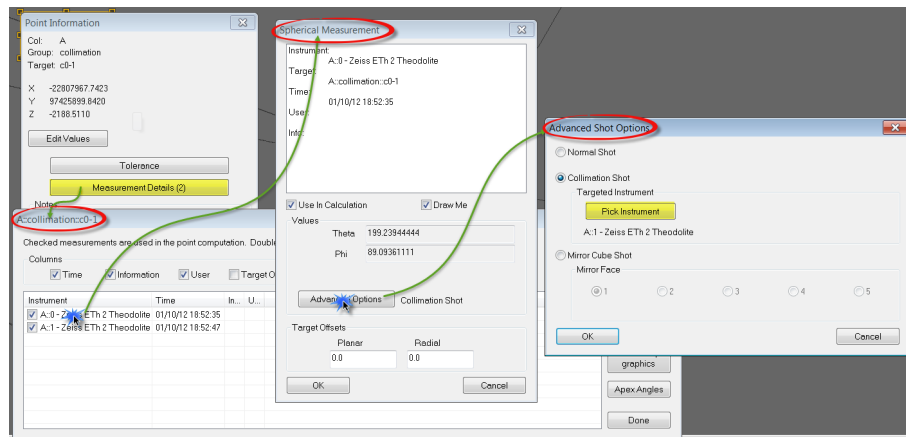 Point Information
Col: A
Group: collimation
Target: c0-1
X -22807967.7423
Y 97425899.8420
Z -2188.5110
Edit Values
Tolerance
Measurement Details (2)
Notes
A::collimation::c0-1
Checked measurements are used in the point computation. Double
Columns
Time Information User Target O
Instrument Time In... U...
A::0 - Zeiss ETh 2 Theodolite 01/10/12 18:52:35
A::1 - Zeiss ETh 2 Theodolite 01/10/12 18:52:47
graphics
Apex Angles
Done
Spherical Measurement
Instrument:
A::0 - Zeiss ETh 2 Theodolite
Target:
A::collimation::c0-1
Time:
01/10/12 18:52:35
User:
Info:
Use In Calculation Draw Me
Values
Theta 199.23944444
Phi 89.09361111
Advanced Options Collimation Shot
Target Offsets
Planar Radial
0.0 0.0
OK Cancel
Advanced Shot Options
Normal Shot
Collimation Shot
Targeted Instrument
Pick Instrument
A::1 - Zeiss ETh 2 Theodolite
Mirror Cube Shot
Mirror Face
1 2 3 4 5
OK Cancel